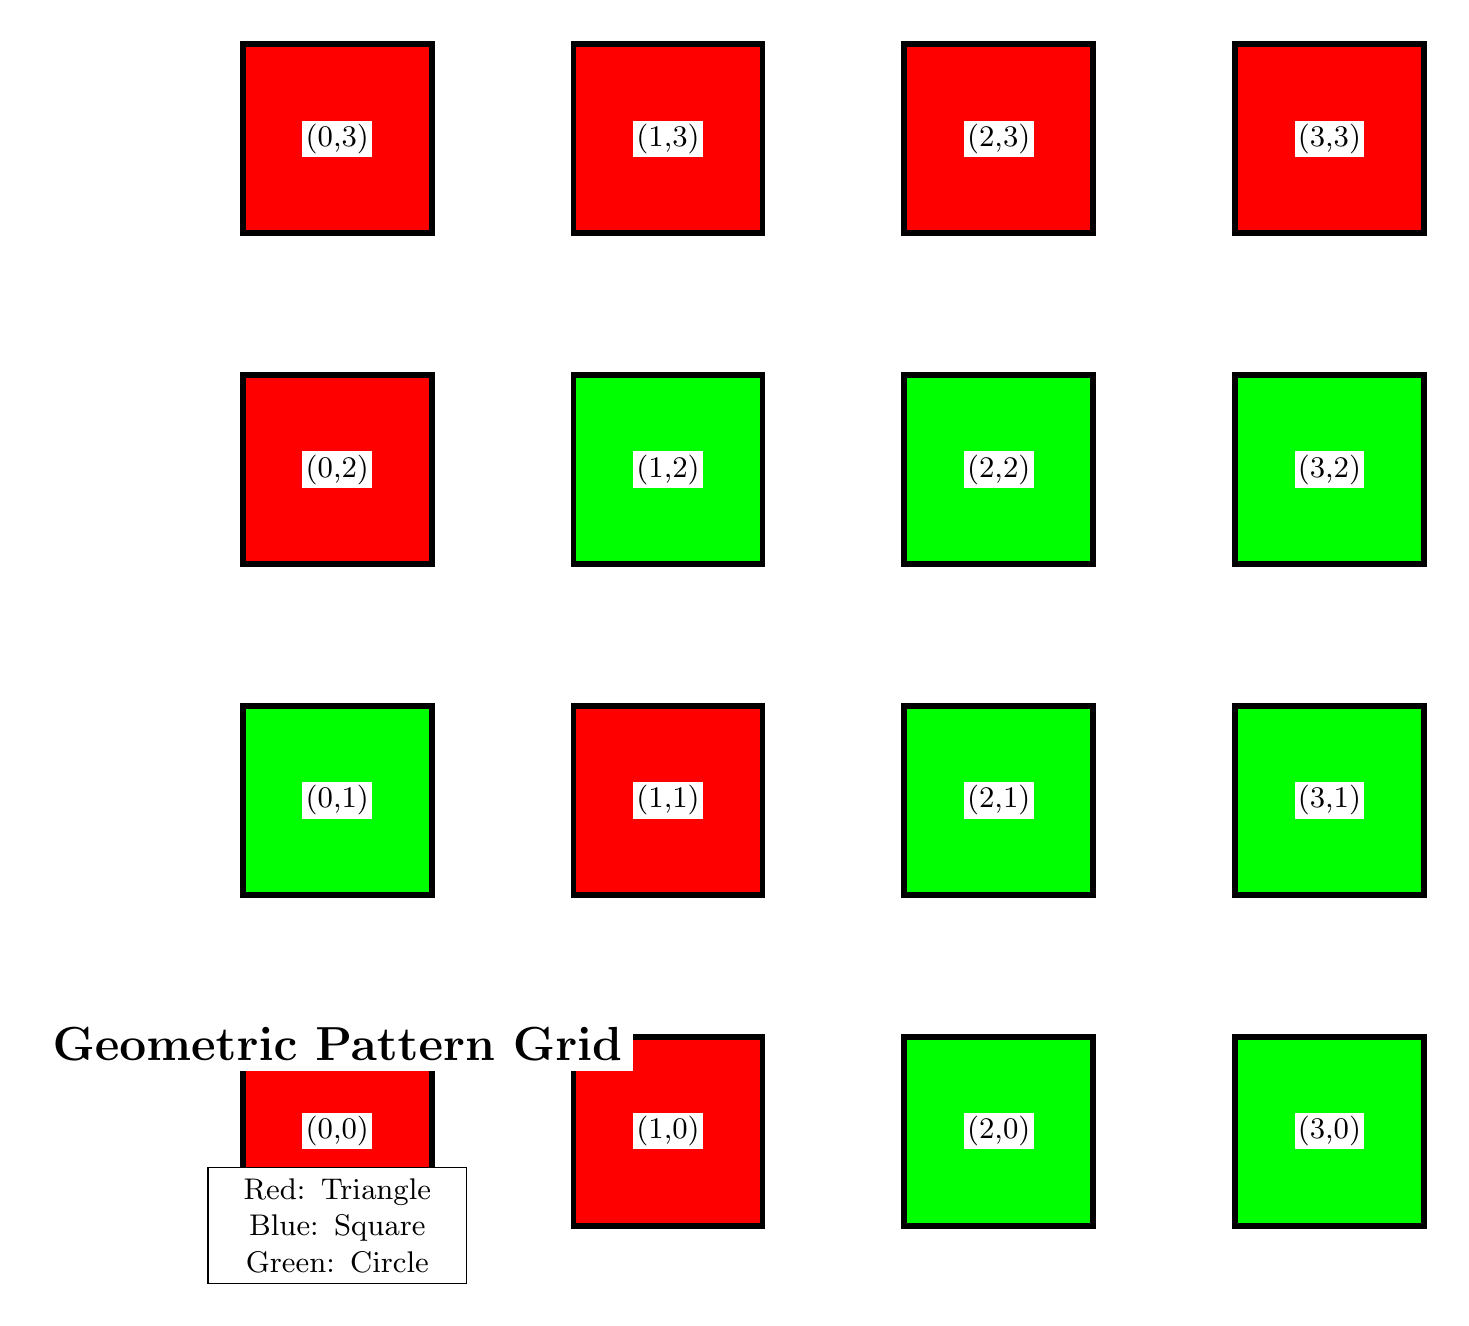 (0,3) (1,3) (2,3) (3,3)
(0,2) (1,2) (2,2) (3,2)
(0,1) (1,1) (2,1) (3,1)
Geometric Pattern Grid
(0,0) (1,0) (2,0) (3,0)
Red: Triangle
Blue: Square
Green: Circle